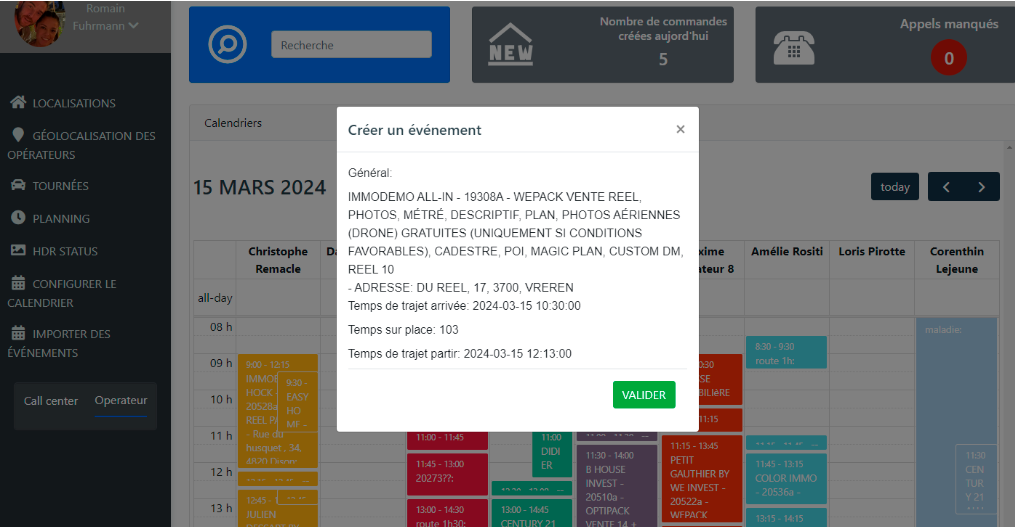 Romain
Fuhrmann
Recherche
NEW
Nombre de commandes
créées aujord'hui
5
Appels manqués
0
LOCALISATIONS
GÉOLOCALISATION DES
OPÉRATEURS
TOURNÉES
PLANNING
HDR STATUS
CONFIGURER LE
CALENDRIER
IMPORTER DES
ÉVÉNEMENTS
Call center
Operateur
Calendriers
15 MARS 2024
today
Créer un événement
×
Général:
IMMODEMO ALL-IN - 19308A - WEPACK VENTE REEL,
PHOTOS, MÉTRÉ, DESCRIPTIF, PLAN, PHOTOS AÉRIENNES
(DRONE) GRATUITES (UNIQUEMENT SI CONDITIONS
FAVORABLES), CADESTRE, POI, MAGIC PLAN, CUSTOM DM,
REEL 10
- ADRESSE: DU REEL, 17, 3700, VREREN
Temps de trajet arrivée: 2024-03-15 10:30:00
Temps sur place: 103
Temps de trajet partir: 2024-03-15 12:13:00
VALIDER
Christophe
Remacle
Da
xime
ateur 8
Amélie Rositi
Loris Pirotte
Corenthin
Lejeune
all-day
08 h
09 h
10 h
11 h
12 h
13 h
9:00 - 12:15
IMMOB
HOCK -
20528a
REEL PA
- Rue du
husquet , 34,
4820 Dison
9:30 -
EASY
HO
ME -
12:45 - 1
JULIEN
11:00 - 11:45
11:45 - 13:00
20273??:
13:00 - 14:30
route 1h30:
11:00
DIDI
ER
13:00 - 14:45
CENTURY 21
11:30 - 14:00
B HOUSE
INVEST -
20510a -
OPTIPACK
VENTE 14 +
0:30
SE
BILIèRE
11:15
11:15 - 13:45
PETIT
GAUTHIER BY
WE INVEST -
20522a -
WEPACK
8:30 - 9:30
route 1h:
11:45 - 13:15
COLOR IMMO
- 20536a -
13:15 - 14:15
maladie:
11:30
CEN
TUR
Y 21